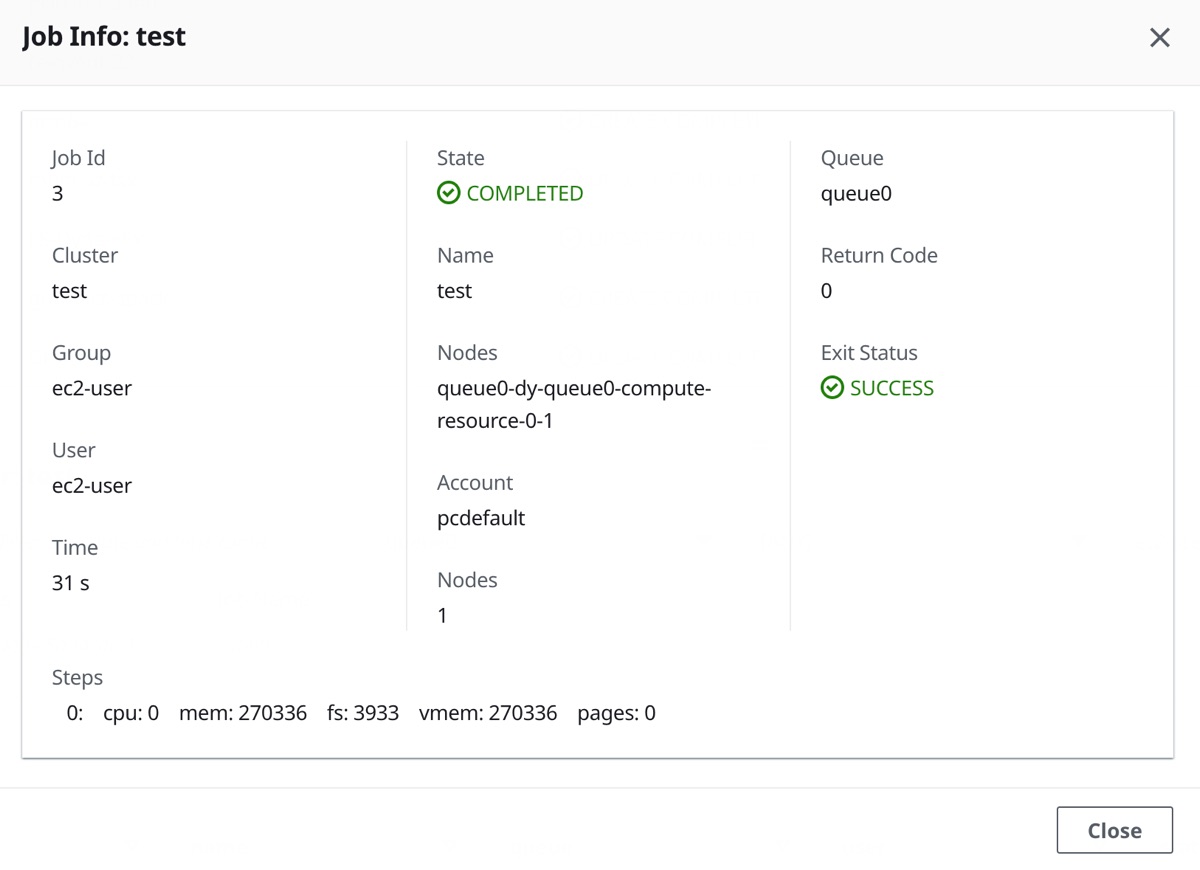 Job Info: test
Job Id
3
Cluster
test
Group
ec2-user
User
ec2-user
Time
31 s
State
COMPLETED
Name
test
Nodes
queue0-dy-queue0-compute-
resource-0-1
Account
pcdefault
Nodes
1
Queue
queue0
Return Code
0
Exit Status
SUCCESS
Steps
0: cpu: 0 mem: 270336 fs: 3933 vmem: 270336 pages: 0
Close